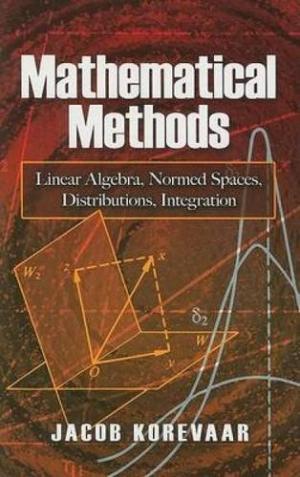 Mathematical
Methods
Linear Algebra, Normed Spaces,
Distributions, Integration
W₂
z
x
δ₂
O
y
W
JACOB KOREVAAR